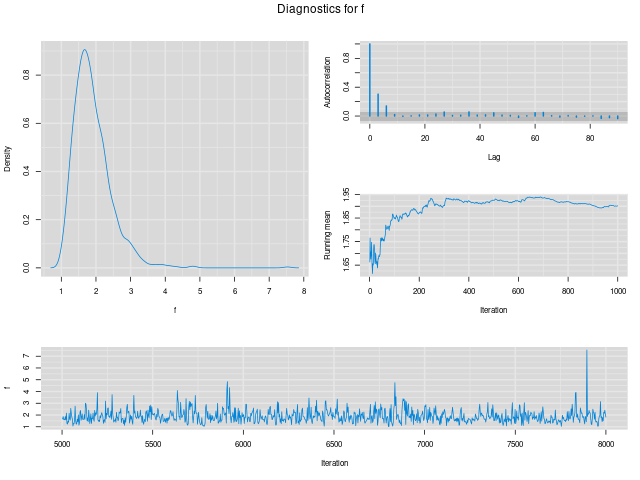 Diagnostics for f
Density
0.0
0.2
0.4
0.6
0.8
1 2 3 4 5 6 7 8
f
Autocorrelation
0.0
0.4
0.8
0 20 40 60 80
Lag
Running mean
1.65
1.75
1.85
1.95
0 200 400 600 800 1000
Iteration
f
1
2
3
4
5
6
7
5000 5500 6000 6500 7000 7500 8000
Iteration